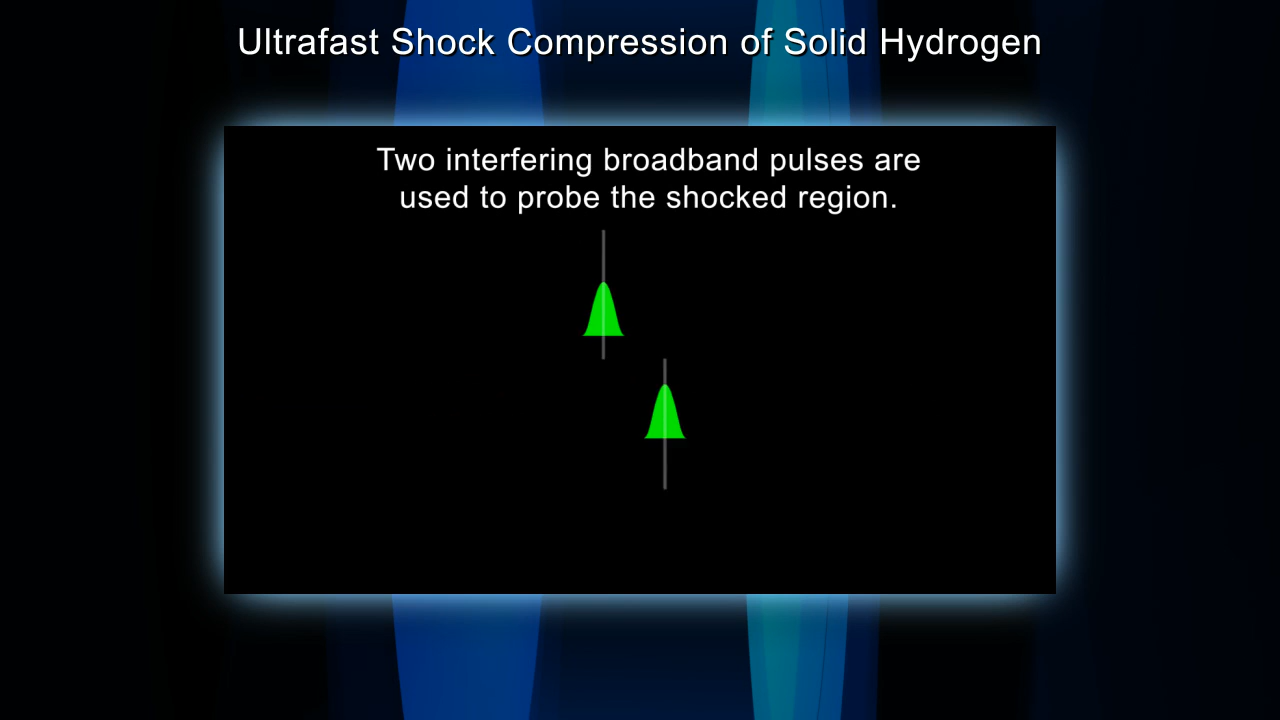 Ultrafast Shock Compression of Solid Hydrogen
Two interfering broadband pulses are
used to probe the shocked region.